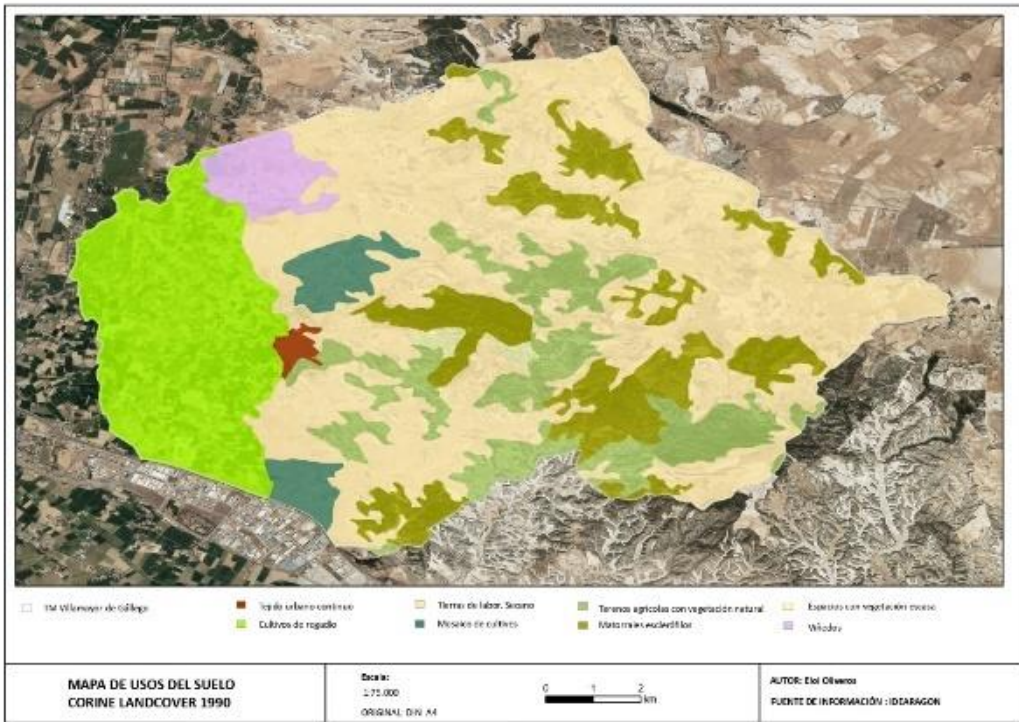 TM Villamayor de Gállego
Tejido urbano continuo
Tierras de labor. Secano
Terrenos agrícolas con vegetación natural
Espacios con vegetación escasa
Cultivos de regadío
Mosaico de cultivos
Matorrales esclerófilos
Viñedos
MAPA DE USOS DEL SUELO
CORINE LANDCOVER 1990
Escala:
1:75.000
ORIGINAL: DIN A4
0 1 2
km
AUTOR: Eloi Oliveros
FUENTE DE INFORMACIÓN : IDEARAGON